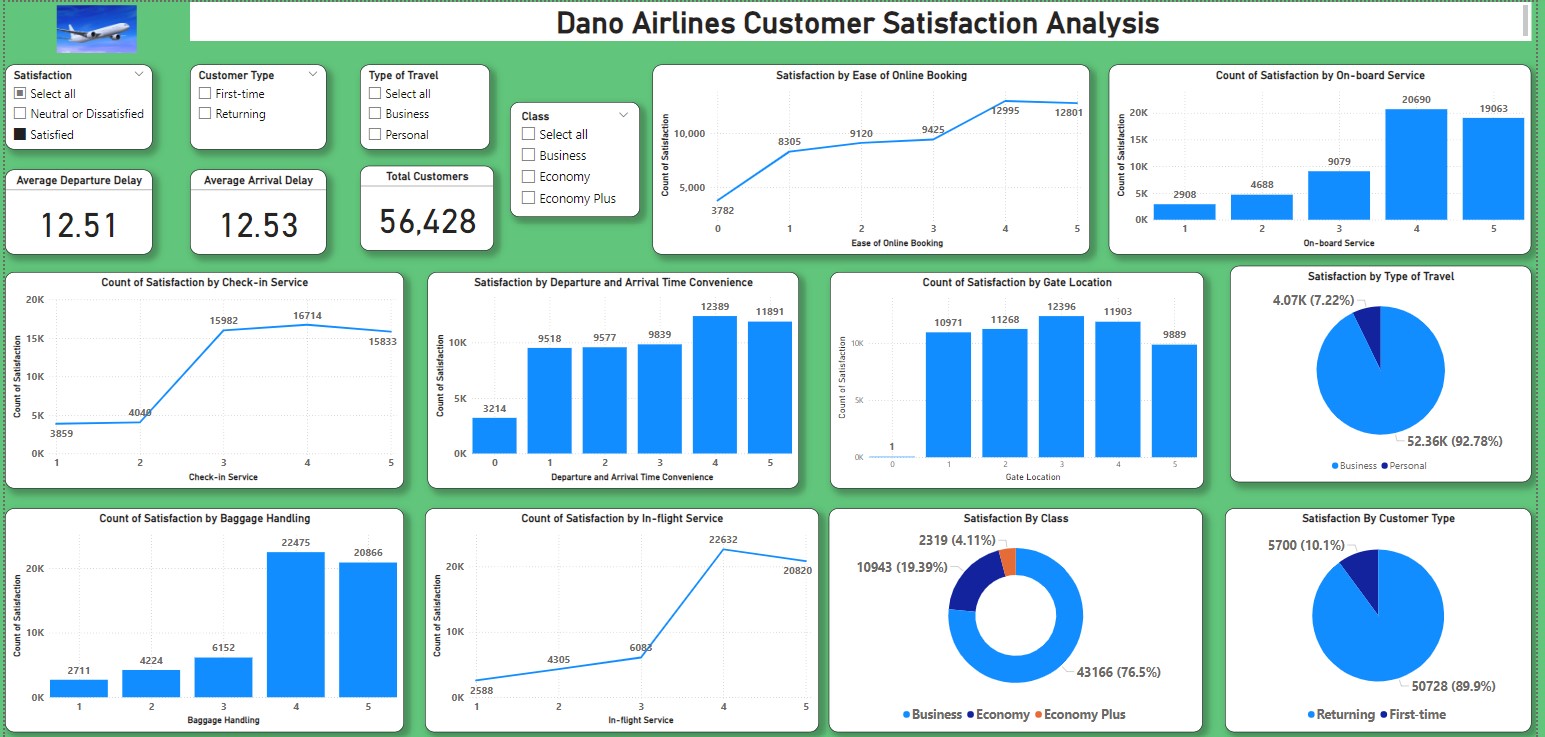 Dano Airlines Customer Satisfaction Analysis
Satisfaction
Select all
Neutral or Dissatisfied
Satisfied
Customer Type
First-time
Returning
Type of Travel
Select all
Business
Personal
Class
Select all
Business
Economy
Economy Plus
Average Departure Delay
12.51
Average Arrival Delay
12.53
Total Customers
56,428
Satisfaction by Ease of Online Booking
Count of Satisfaction
10,000
5,000
3782
8305
9120
9425
12995
12801
0 1 2 3 4 5
Ease of Online Booking
Count of Satisfaction by On-board Service
Count of Satisfaction
20K
15K
10K
5K
0K
2908
4688
9079
20690
19063
1 2 3 4 5
On-board Service
Count of Satisfaction by Check-in Service
Count of Satisfaction
20K
15K
10K
5K
0K
3859
4040
15982
16714
15833
1 2 3 4 5
Check-in Service
Satisfaction by Departure and Arrival Time Convenience
Count of Satisfaction
10K
5K
0K
3214
9518
9577
9839
12389
11891
0 1 2 3 4 5
Departure and Arrival Time Convenience
Count of Satisfaction by Gate Location
Count of Satisfaction
10K
5K
0K
1
10971
11268
12396
11903
9889
0 1 2 3 4 5
Gate Location
Satisfaction by Type of Travel
4.07K (7.22%)
52.36K (92.78%)
Business Personal
Count of Satisfaction by Baggage Handling
Count of Satisfaction
20K
10K
0K
2711
4224
6152
22475
20866
1 2 3 4 5
Baggage Handling
Count of Satisfaction by In-flight Service
Count of Satisfaction
20K
10K
0K
2588
4305
6083
22632
20820
1 2 3 4 5
In-flight Service
Satisfaction By Class
2319 (4.11%)
10943 (19.39%)
43166 (76.5%)
Business Economy Economy Plus
Satisfaction By Customer Type
5700 (10.1%)
50728 (89.9%)
Returning First-time